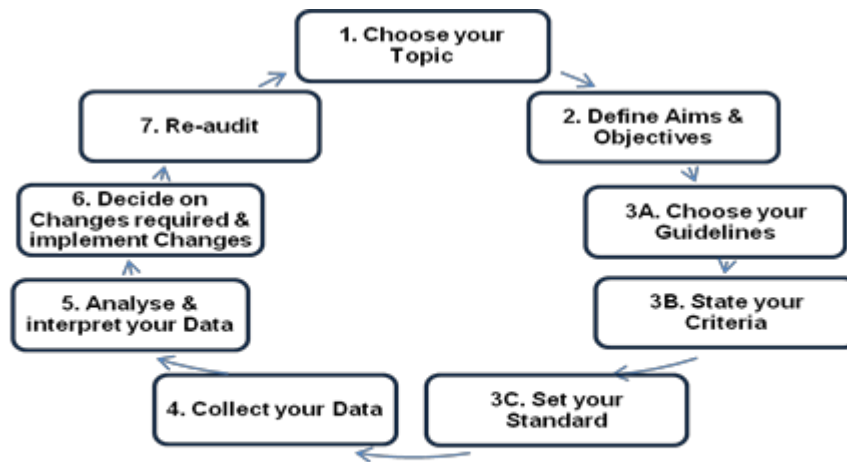 1. Choose your
Topic
2. Define Aims &
Objectives
3A. Choose your
Guidelines
3B. State your
Criteria
3C. Set your
Standard
4. Collect your Data
5. Analyse &
interpret your Data
6. Decide on
Changes required &
implement Changes
7. Re-audit